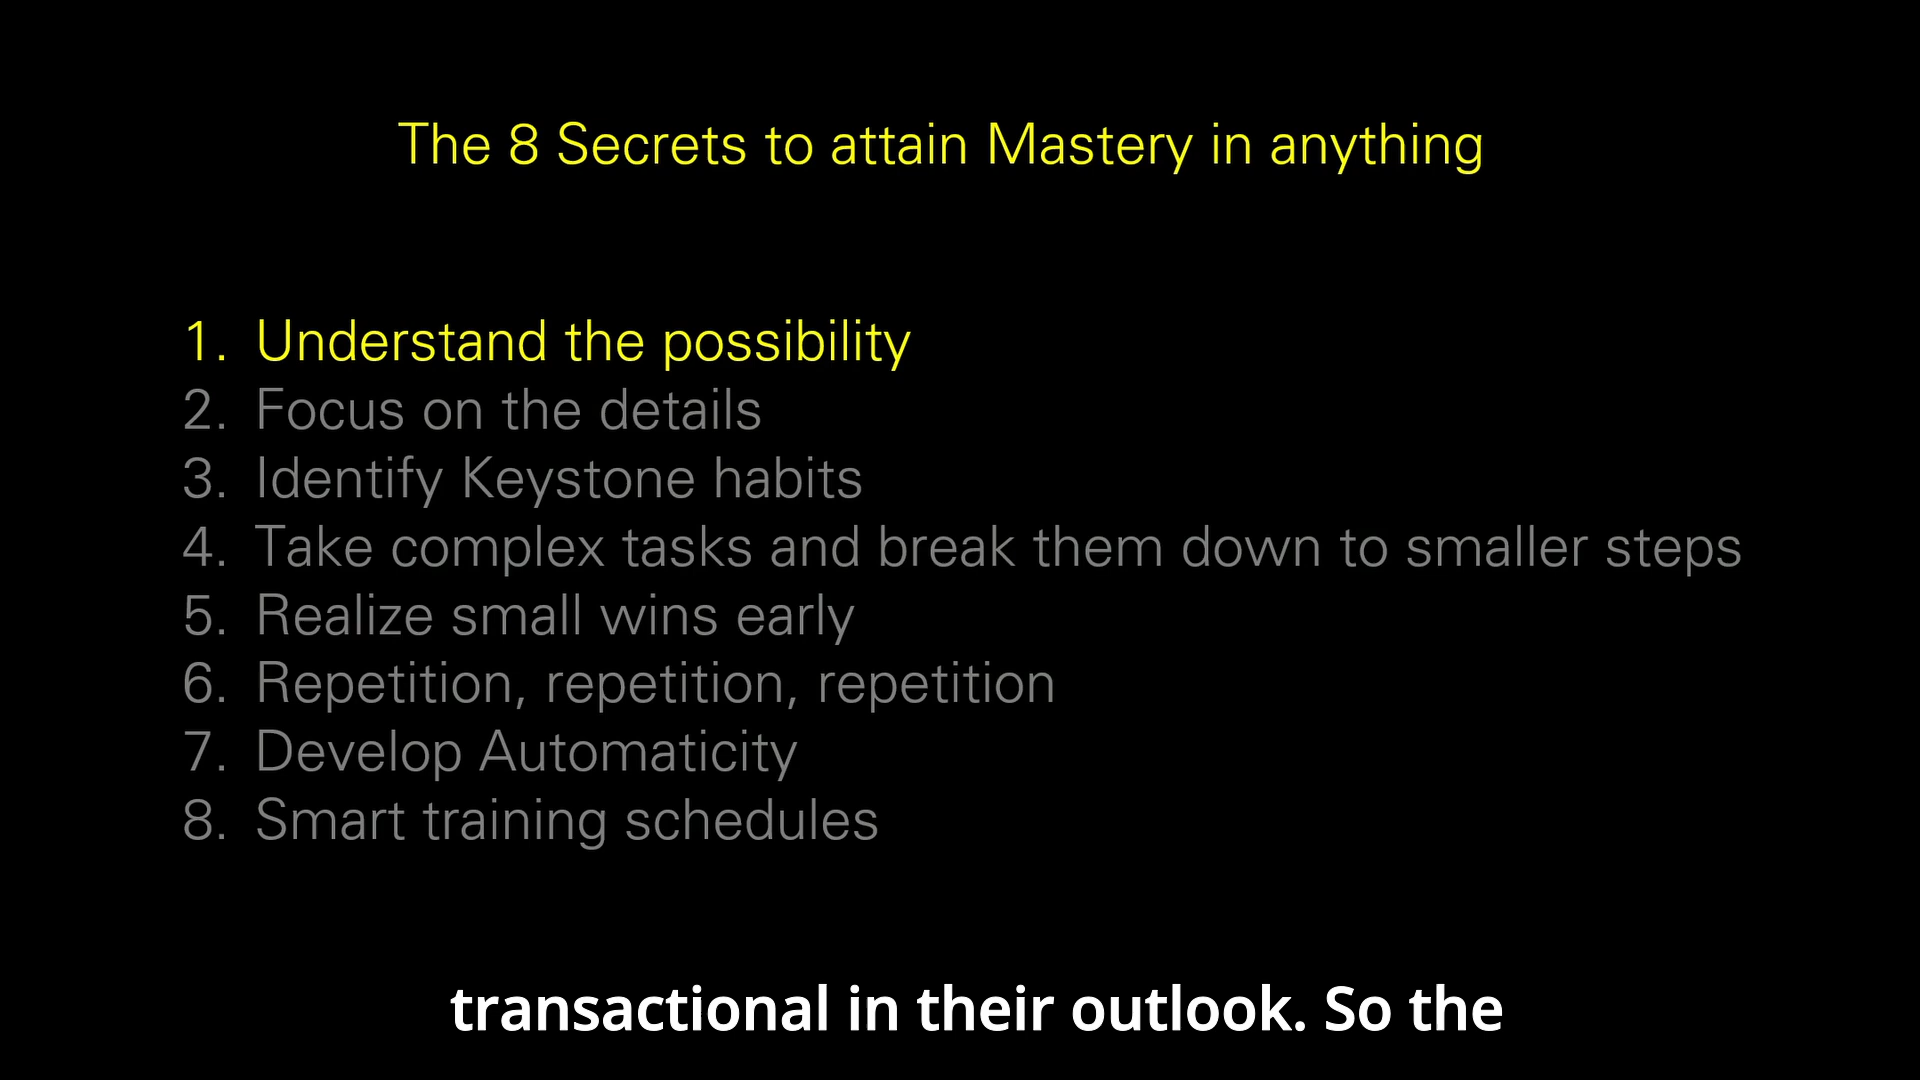 The 8 Secrets to attain Mastery in anything
1. Understand the possibility
2. Focus on the details
3. Identify Keystone habits
4. Take complex tasks and break them down to smaller steps
5. Realize small wins early
6. Repetition, repetition, repetition
7. Develop Automaticity
8. Smart training schedules
transactional in their outlook. So the